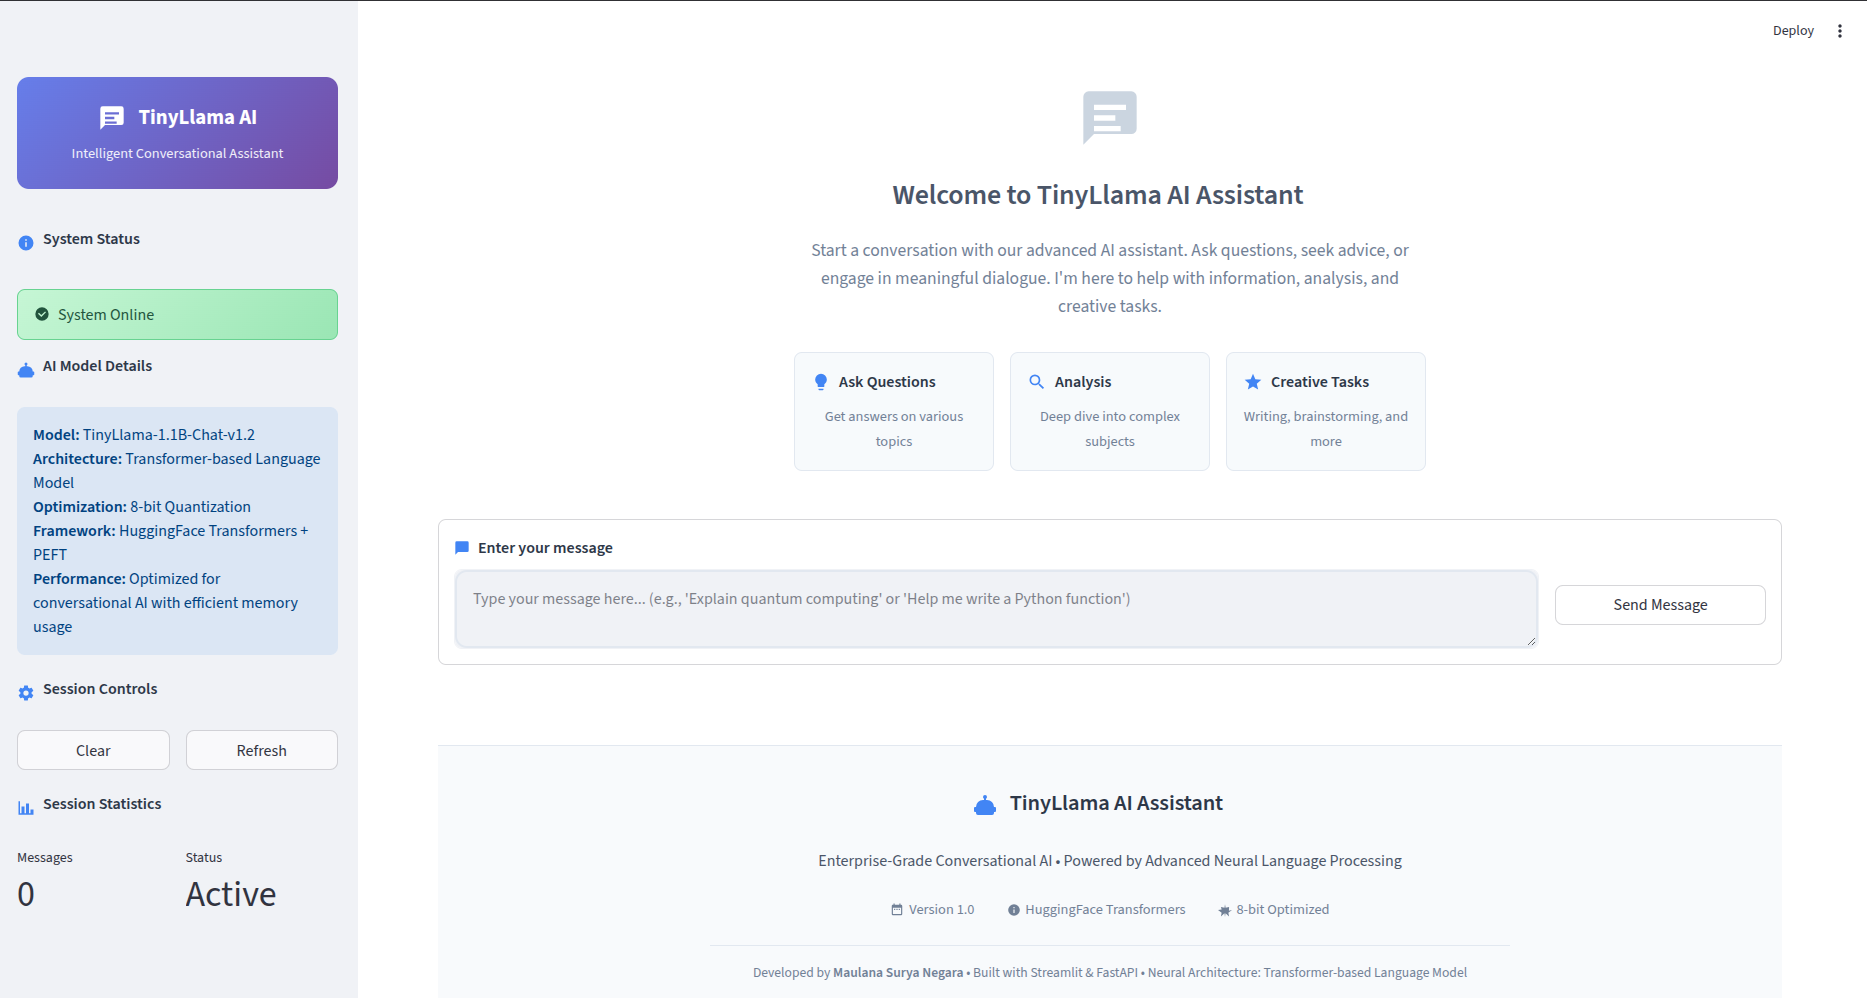 TinyLlama AI
Intelligent Conversational Assistant
System Status
System Online
AI Model Details
Model: TinyLlama-1.1B-Chat-v1.2
Architecture: Transformer-based Language
Model
Optimization: 8-bit Quantization
Framework: HuggingFace Transformers +
PEFT
Performance: Optimized for
conversational AI with efficient memory
usage
Session Controls
Clear
Refresh
Session Statistics
Messages
0
Status
Active
Deploy
Welcome to TinyLlama AI Assistant
Start a conversation with our advanced AI assistant. Ask questions, seek advice, or
engage in meaningful dialogue. I'm here to help with information, analysis, and
creative tasks.
Ask Questions
Get answers on various
topics
Analysis
Deep dive into complex
subjects
Creative Tasks
Writing, brainstorming, and
more
Enter your message
Type your message here... (e.g., 'Explain quantum computing' or 'Help me write a Python function')
Send Message
TinyLlama AI Assistant
Enterprise-Grade Conversational AI • Powered by Advanced Neural Language Processing
Version 1.0
HuggingFace Transformers
8-bit Optimized
Developed by Maulana Surya Negara • Built with Streamlit & FastAPI • Neural Architecture: Transformer-based Language Model